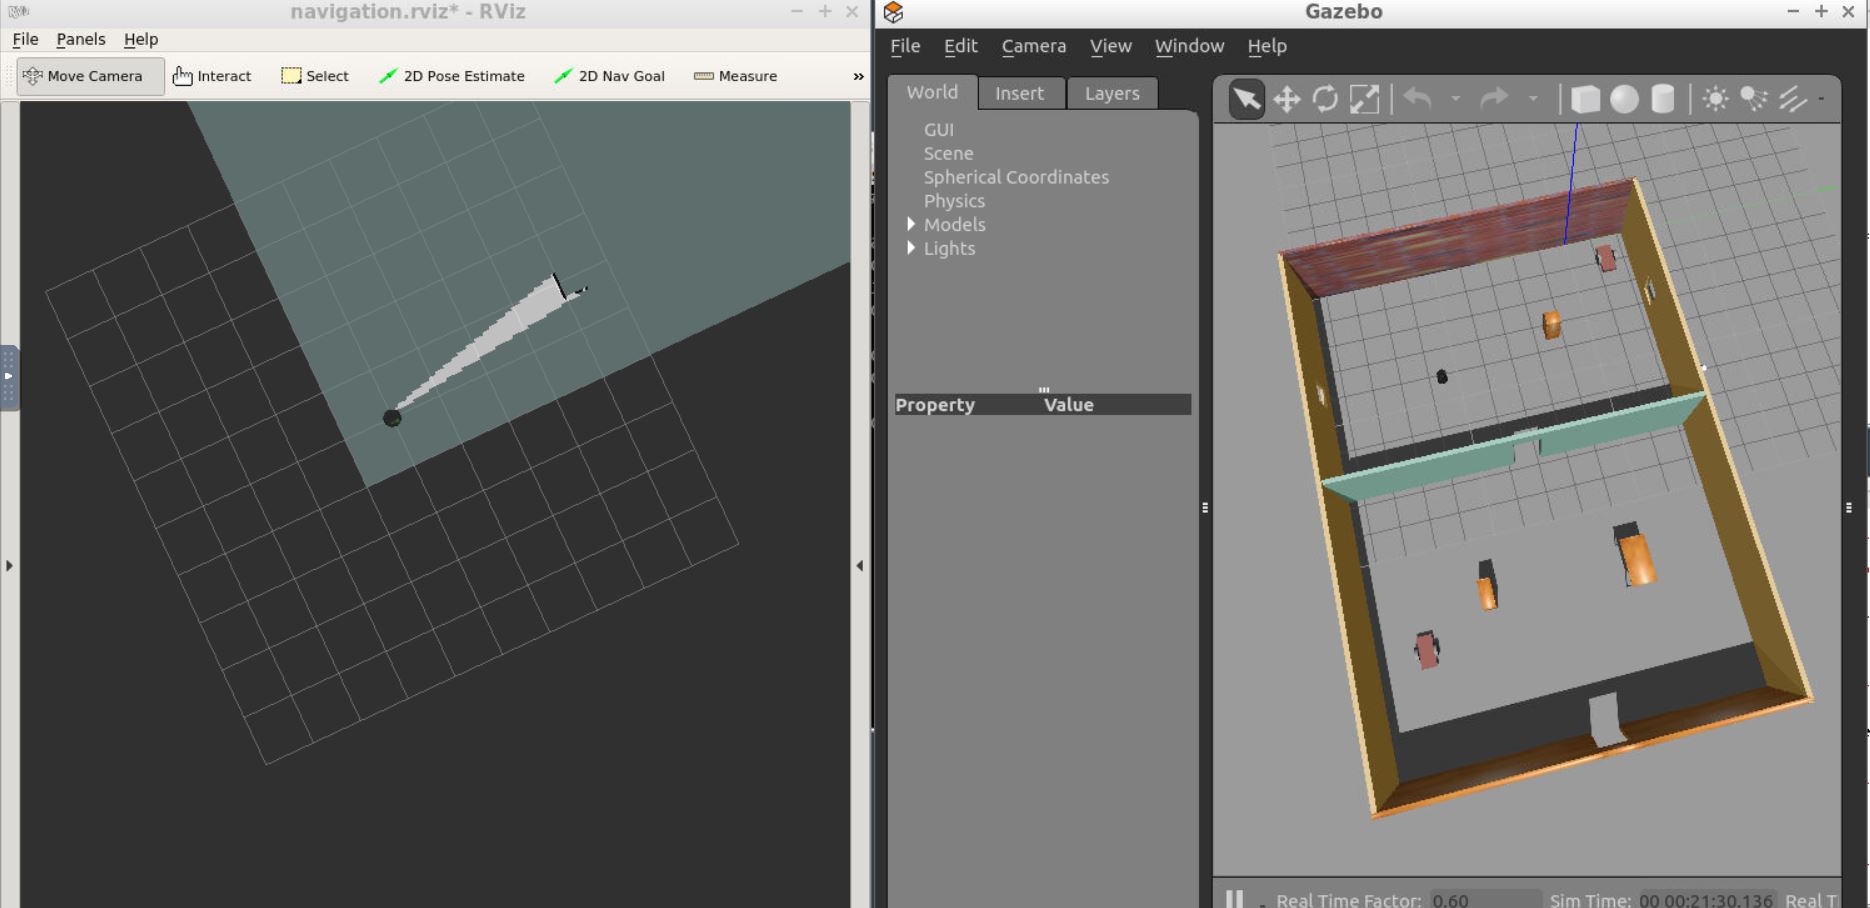 navigation.rviz* - RViz
File Panels Help
Move Camera Interact Select 2D Pose Estimate 2D Nav Goal Measure »
Gazebo
File Edit Camera View Window Help
World Insert Layers
GUI
Scene
Spherical Coordinates
Physics
Models
Lights
Property Value
Real Time Factor: 0.60 Sim Time: 00 00:21:30.136 Real T